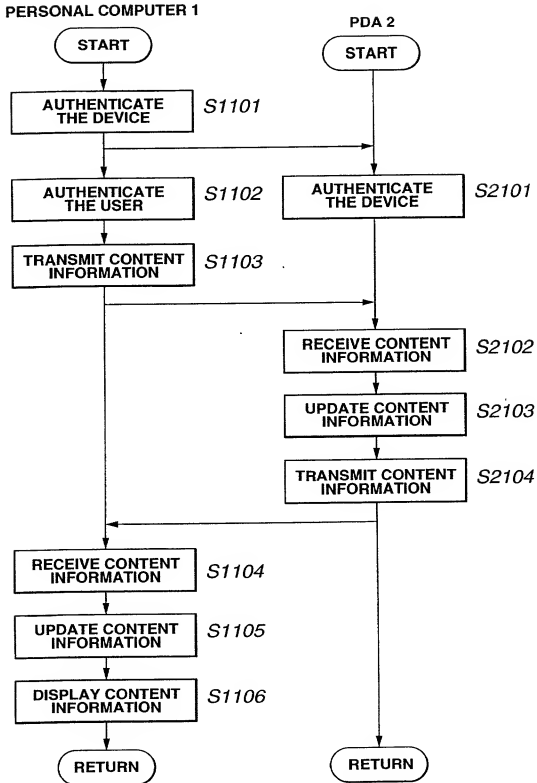 PERSONAL COMPUTER 1
PDA 2
START
START
AUTHENTICATE
THE DEVICE
S1101
AUTHENTICATE
THE USER
S1102
AUTHENTICATE
THE DEVICE
S2101
TRANSMIT CONTENT
INFORMATION
S1103
RECEIVE CONTENT
INFORMATION
S2102
UPDATE CONTENT
INFORMATION
S2103
TRANSMIT CONTENT
INFORMATION
S2104
RECEIVE CONTENT
INFORMATION
S1104
UPDATE CONTENT
INFORMATION
S1105
DISPLAY CONTENT
INFORMATION
S1106
RETURN
RETURN